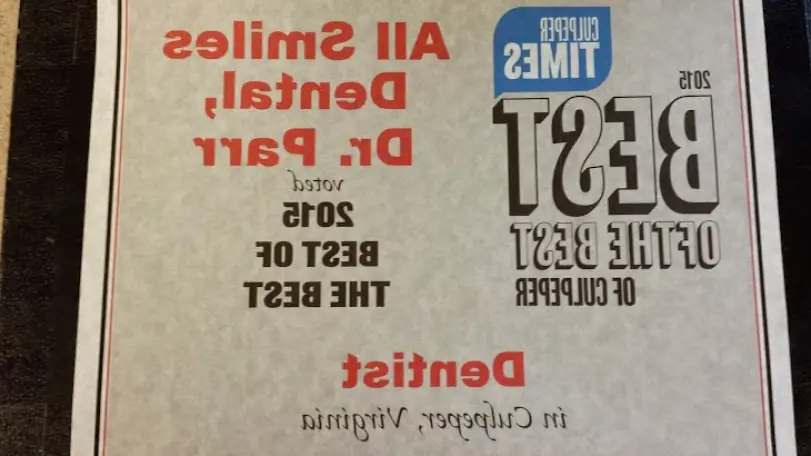 CULPEPER
TIMES
2015
BEST
OF THE BEST
OF CULPEPER
All Smiles
Dental,
Dr. Parr
voted
2015
BEST OF
THE BEST
Dentist
in Culpeper, Virginia